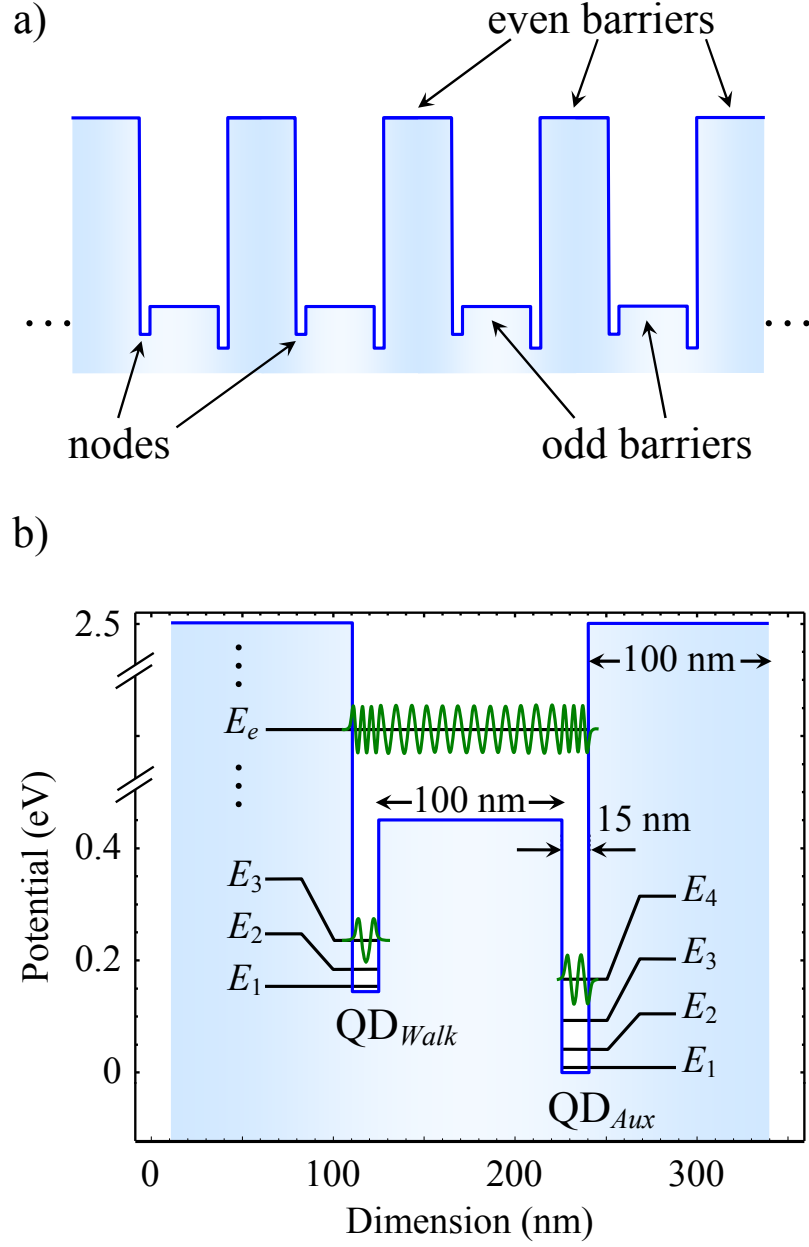 a)
even barriers
... ...
nodes
odd barriers
b)
2.5
100 nm
E_e
100 nm
15 nm
0.4
E_3
E_4
E_2
0.2
E_3
E_1
E_2
QD_Walk
0
E_1
QD_Aux
Potential (eV)
0 100 200 300
Dimension (nm)